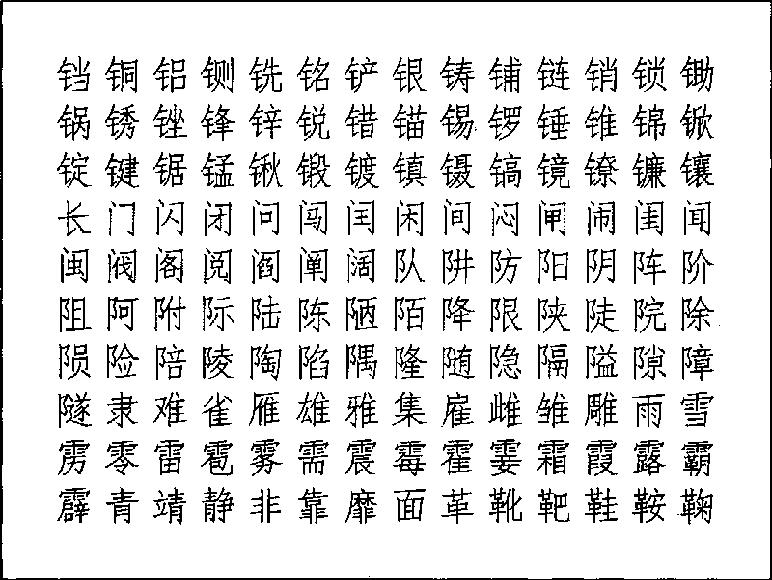 铛铜铝铡铣铭铲银铸铺链销锁锄
锅锈锉锋锌锐错锚锡锣锤锥锦锨
锭键锯锰锹锻镀镇镊镐镜镣镰镶
长门闪闭问闯闰闲间闷闸闹闺闻
闽阀阁阅阎阐阔队阱防阳阴阵阶
阻阿附际陆陈陋陌降限陕陡院除
陨险陪陵陶陷隅隆随隐隔隘隙障
隧隶难雀雁雄雅集雇雌雏雕雨雪
雳零雷雹雾需震霉霍霎霜霞露霸
霹青靖静非靠靡面革靴靶鞋鞍鞠